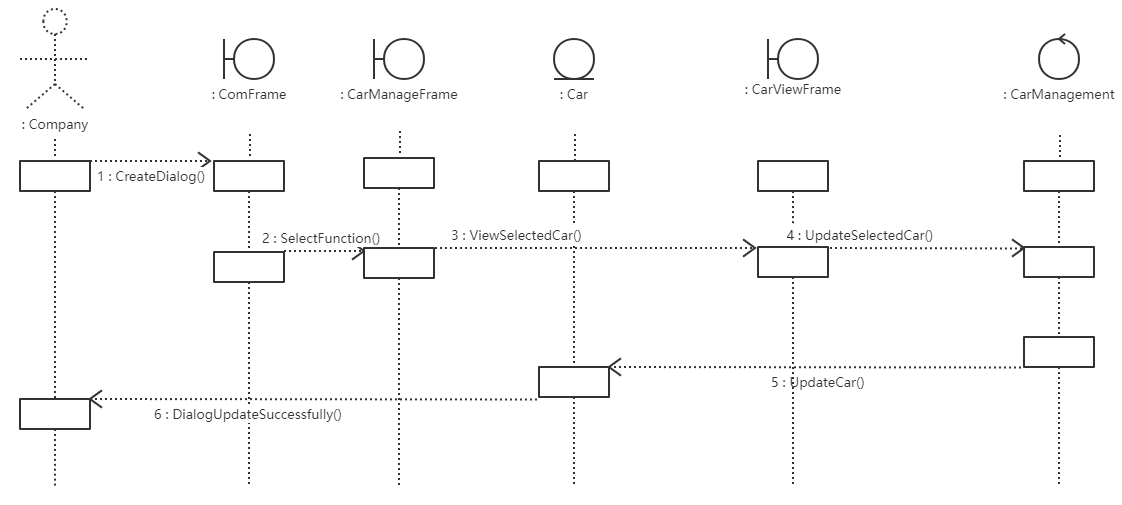 : ComFrame
: CarManageFrame
: Car
: CarViewFrame
: CarManagement
: Company
1 : CreateDialog()
2 : SelectFunction()
3 : ViewSelectedCar()
4 : UpdateSelectedCar()
5 : UpdateCar()
6 : DialogUpdateSuccessfully()